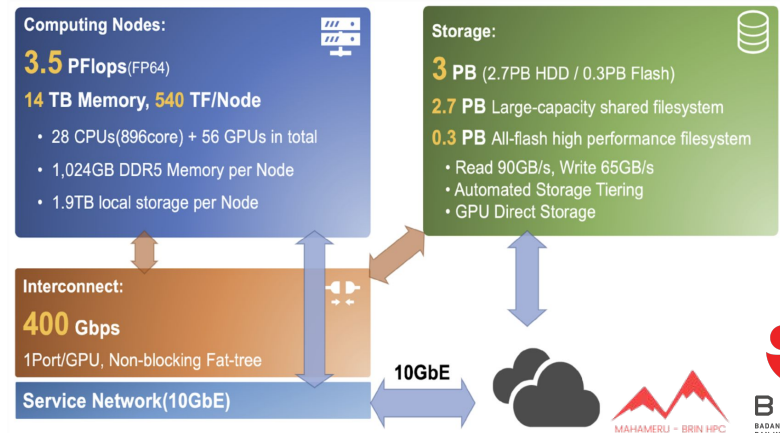 Computing Nodes:
3.5 PFlops(FP64)
14 TB Memory, 540 TF/Node
• 28 CPUs(896core) + 56 GPUs in total
• 1,024GB DDR5 Memory per Node
• 1.9TB local storage per Node
Storage:
3 PB (2.7PB HDD / 0.3PB Flash)
2.7 PB Large-capacity shared filesystem
0.3 PB All-flash high performance filesystem
• Read 90GB/s, Write 65GB/s
• Automated Storage Tiering
• GPU Direct Storage
Interconnect:
400 Gbps
1Port/GPU, Non-blocking Fat-tree
Service Network(10GbE)
10GbE
MAHAMERU - BRIN HPC
B
BADAN